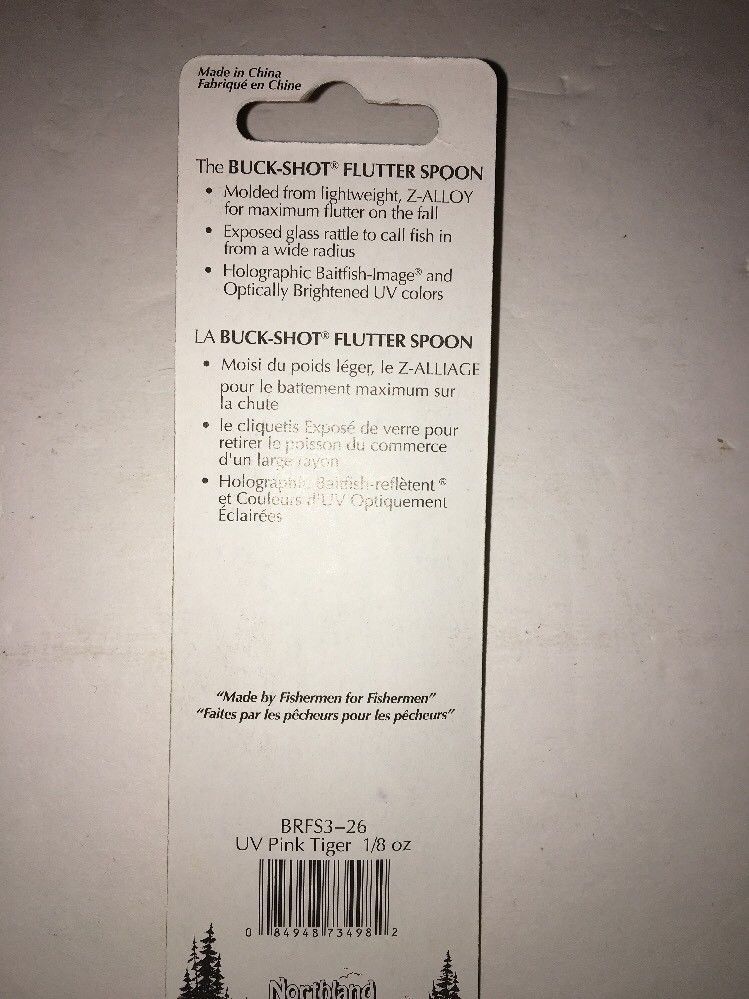 Made in China
Fabriqué en Chine
The BUCK-SHOT® FLUTTER SPOON
• Molded from lightweight, Z-ALLOY
for maximum flutter on the fall
• Exposed glass rattle to call fish in
from a wide radius
• Holographic Baitfish-Image® and
Optically Brightened UV colors
LA BUCK-SHOT® FLUTTER SPOON
• Moisi du poids léger, le Z-ALLIAGE
pour le battement maximum sur
la chute
• le cliquetis Exposé de verre pour
retirer le poisson du commerce
d'un large rayon
• Holographic Baitfish-reflètent ®
et Couleurs d'UV Optiquement
Éclairées
"Made by Fishermen for Fishermen"
"Faites par les pêcheurs pour les pêcheurs"
BRFS3-26
UV Pink Tiger 1/8 oz
0 84948 73498 2
Northland